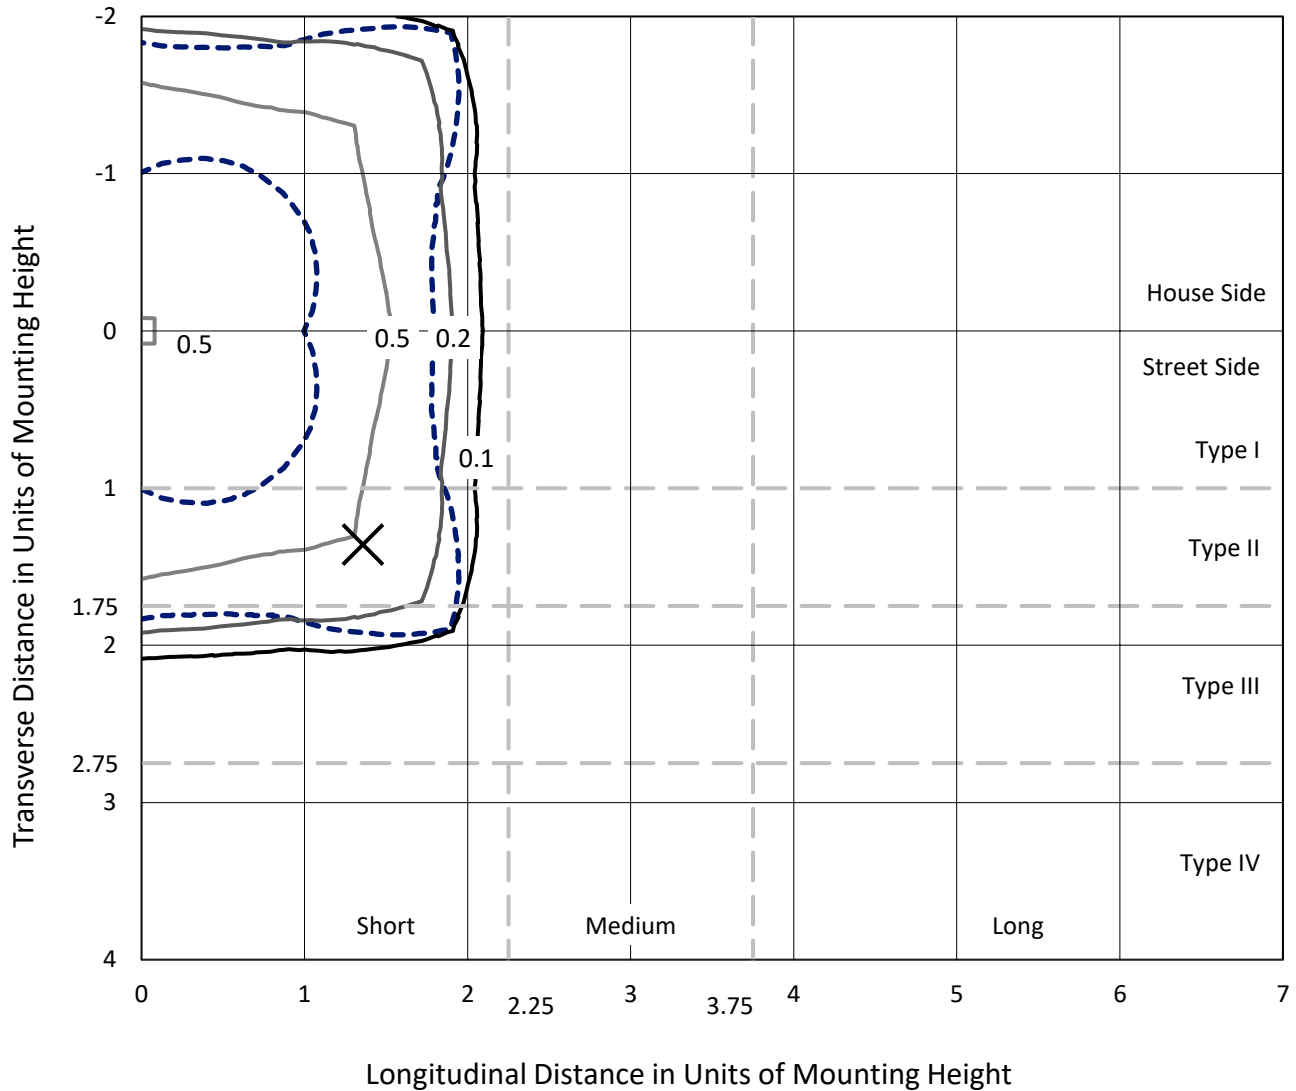 -2
-1
House Side
0
0.5
0.5
0.2
Street Side
0.1
Type I
1
Type II
1.75
2
Type III
2.75
3
Type IV
Short
Medium
Long
4
0
1
2
2.25
3
3.75
4
5
6
7
Longitudinal Distance in Units of Mounting Height
Transverse Distance in Units of Mounting Height